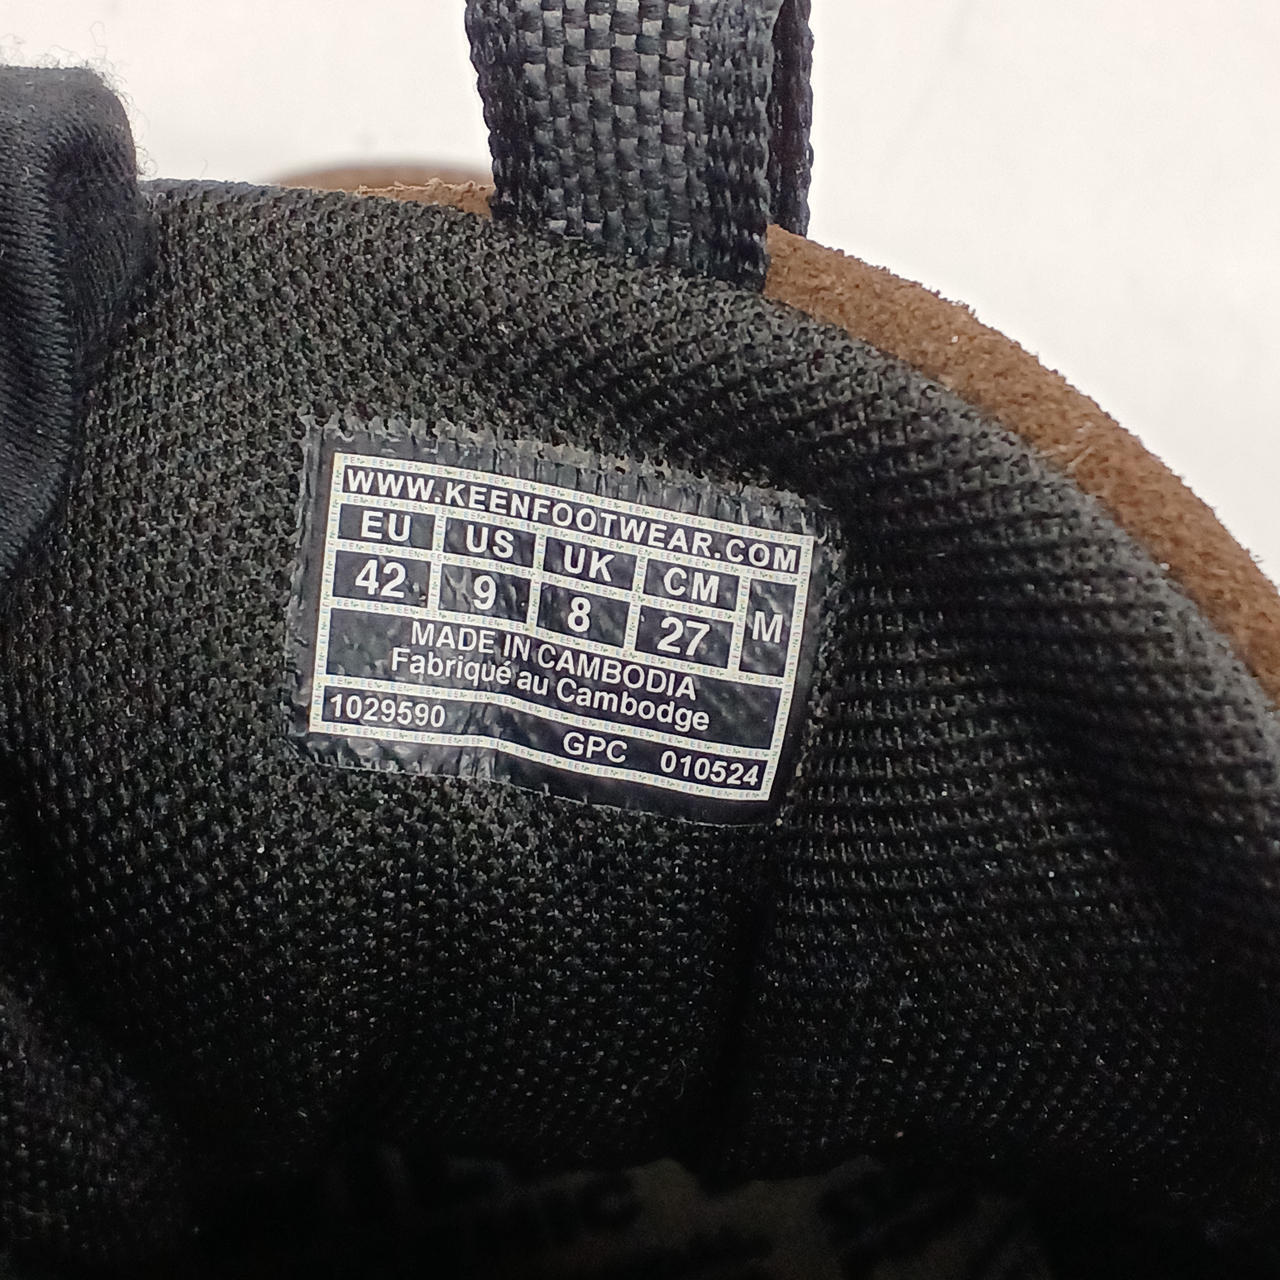 WWW.KEENFOOTWEAR.COM
EU US UK CM M
42 9 8 27
MADE IN CAMBODIA
Fabriqué au Cambodge
1029590 GPC 010524